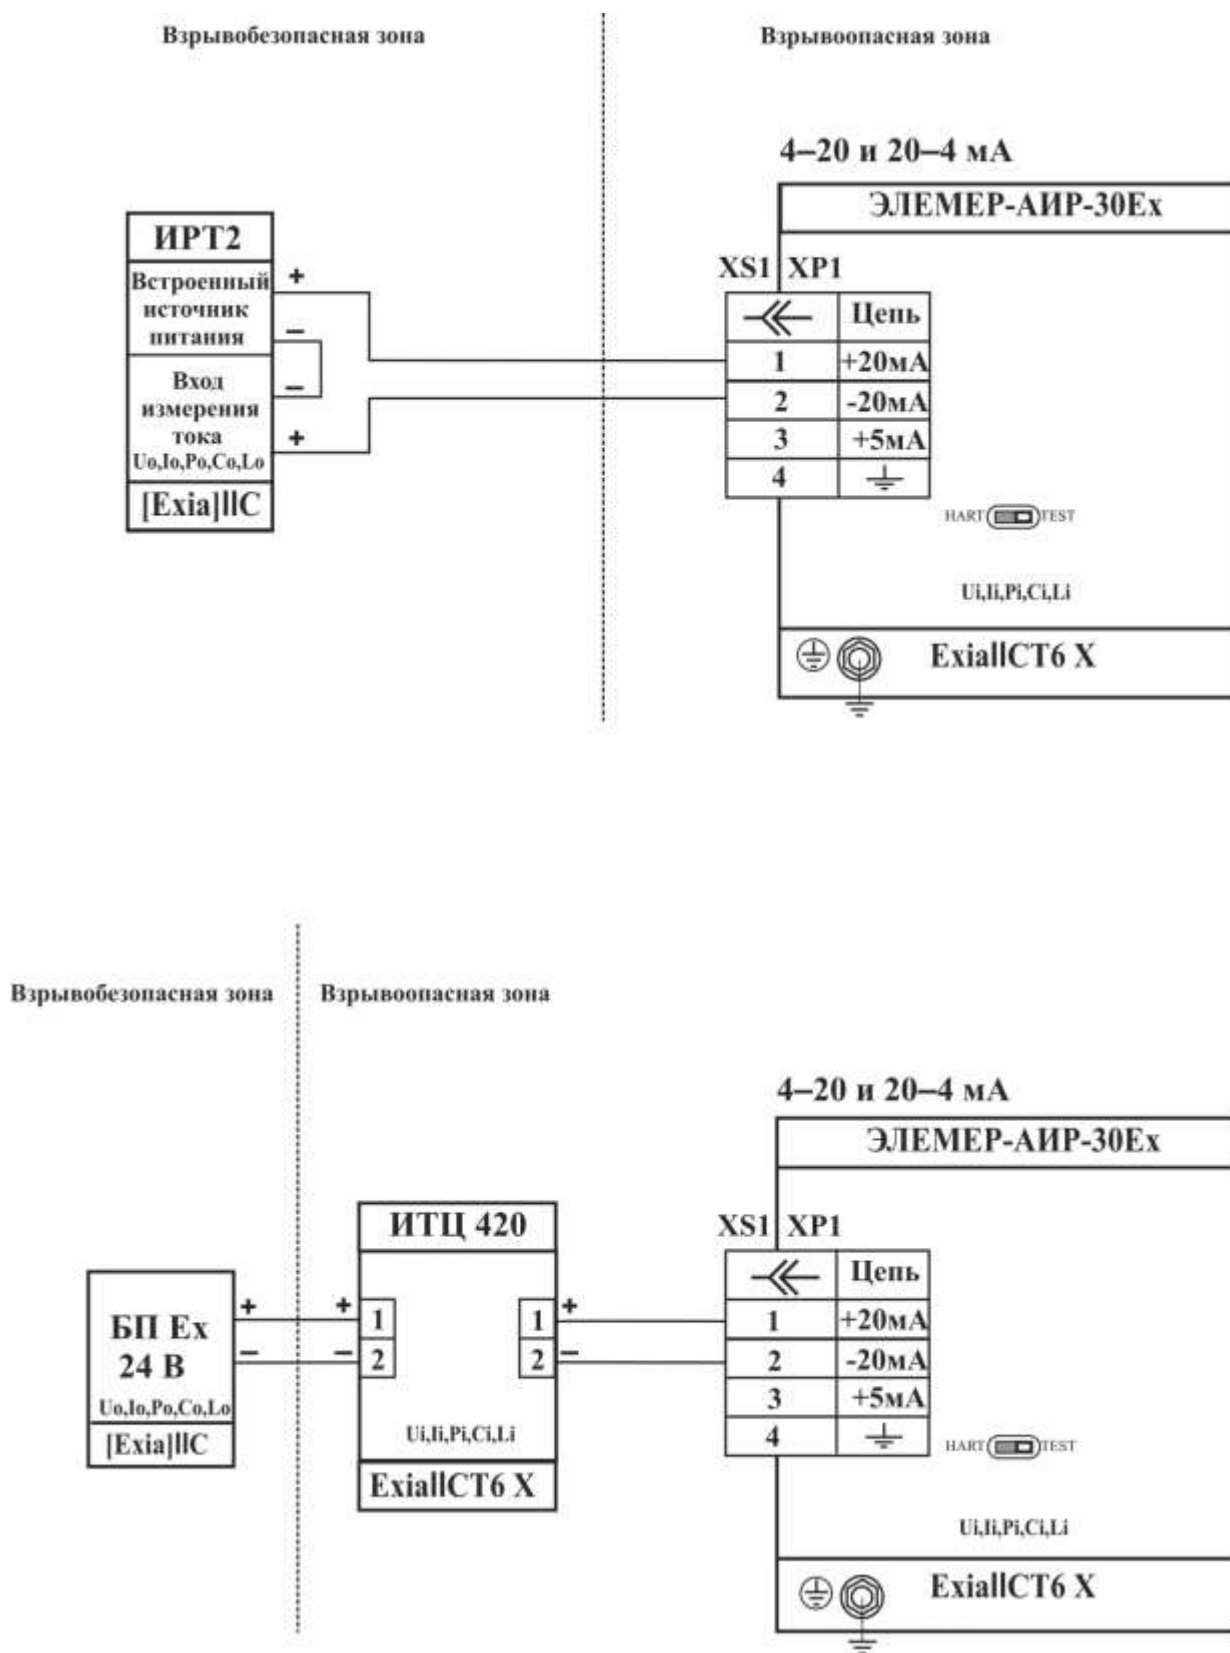 Взрывобезопасная зона
Взрывоопасная зона
4–20 и 20–4 мА
ЭЛЕМЕР-АИР-30Ех
ИРТ2
Встроенный
источник
питания
+
–
Вход
измерения
тока
–
+
Uo,Io,Po,Co,Lo
[Exia]IIC
XS1 XP1
Цепь
1 +20мА
2 -20мА
3 +5мА
4
HART TEST
Ui,Ii,Pi,Ci,Li
ExiaIICT6 X
Взрывобезопасная зона
Взрывоопасная зона
4–20 и 20–4 мА
ЭЛЕМЕР-АИР-30Ех
БП Ех
24 В
Uo,Io,Po,Co,Lo
[Exia]IIC
+ +
– –
ИТЦ 420
1 1
2 2
+
–
Ui,Ii,Pi,Ci,Li
ExiaIICT6 X
XS1 XP1
Цепь
1 +20мА
2 -20мА
3 +5мА
4
HART TEST
Ui,Ii,Pi,Ci,Li
ExiaIICT6 X